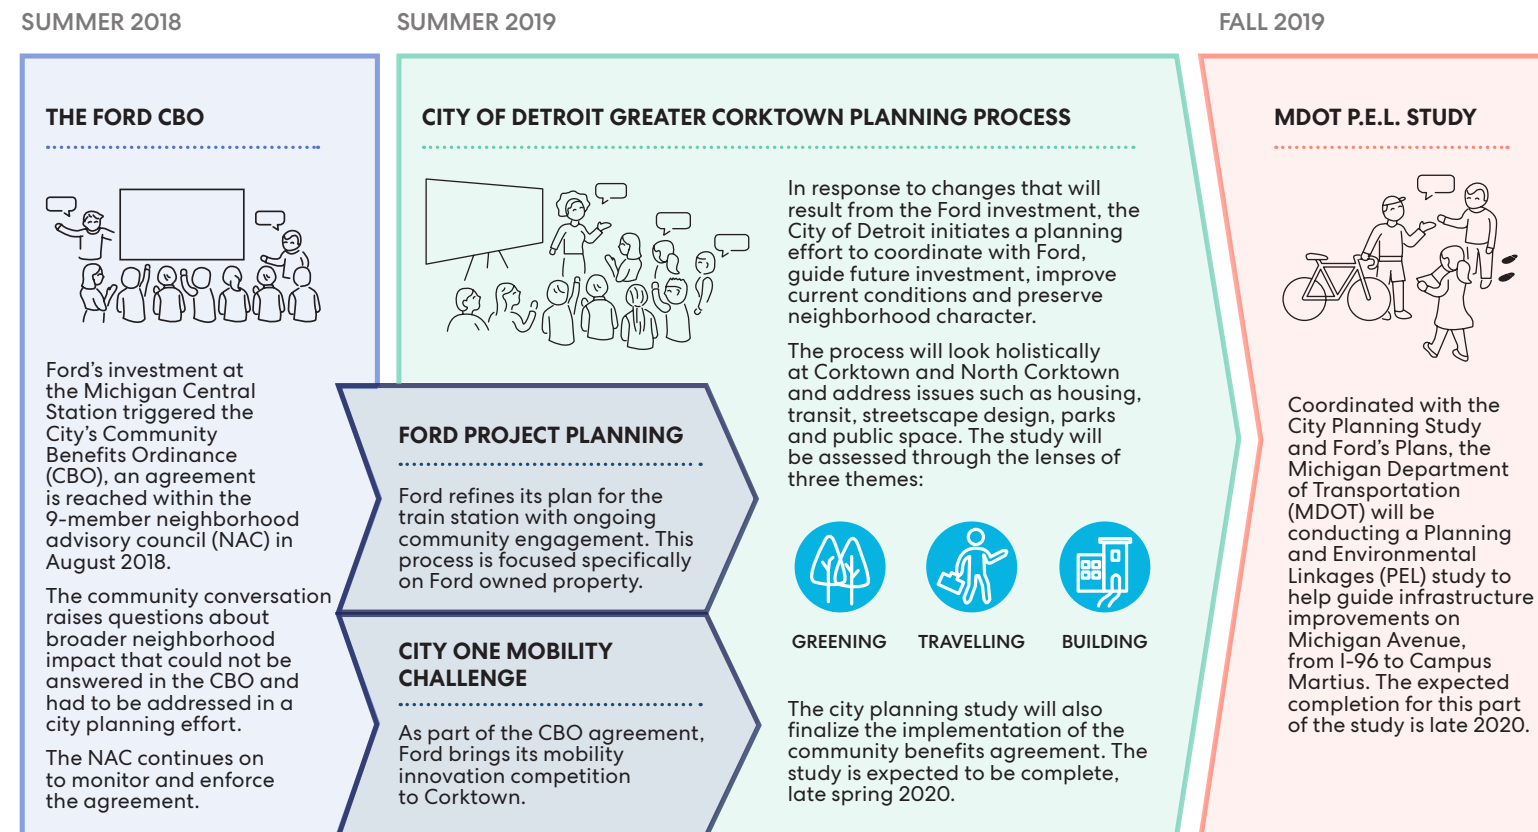 SUMMER 2018
SUMMER 2019
FALL 2019
THE FORD CBO
Ford's investment at
the Michigan Central
Station triggered the
City's Community
Benefits Ordinance
(CBO), an agreement
is reached within the
9-member neighborhood
advisory council (NAC) in
August 2018.
The community conversation
raises questions about
broader neighborhood
impact that could not be
answered in the CBO and
had to be addressed in a
city planning effort.
The NAC continues on
to monitor and enforce
the agreement.
CITY OF DETROIT GREATER CORKTOWN PLANNING PROCESS
FORD PROJECT PLANNING
Ford refines its plan for the
train station with ongoing
community engagement. This
process is focused specifically
on Ford owned property.
CITY ONE MOBILITY
CHALLENGE
As part of the CBO agreement,
Ford brings its mobility
innovation competition
to Corktown.
In response to changes that will
result from the Ford investment, the
City of Detroit initiates a planning
effort to coordinate with Ford,
guide future investment, improve
current conditions and preserve
neighborhood character.
The process will look holistically
at Corktown and North Corktown
and address issues such as housing,
transit, streetscape design, parks
and public space. The study will
be assessed through the lenses of
three themes:
GREENING
TRAVELLING
BUILDING
The city planning study will also
finalize the implementation of the
community benefits agreement. The
study is expected to be complete,
late spring 2020.
MDOT P.E.L. STUDY
Coordinated with the
City Planning Study
and Ford's Plans, the
Michigan Department
of Transportation
(MDOT) will be
conducting a Planning
and Environmental
Linkages (PEL) study to
help guide infrastructure
improvements on
Michigan Avenue,
from I-96 to Campus
Martius. The expected
completion for this part
of the study is late 2020.